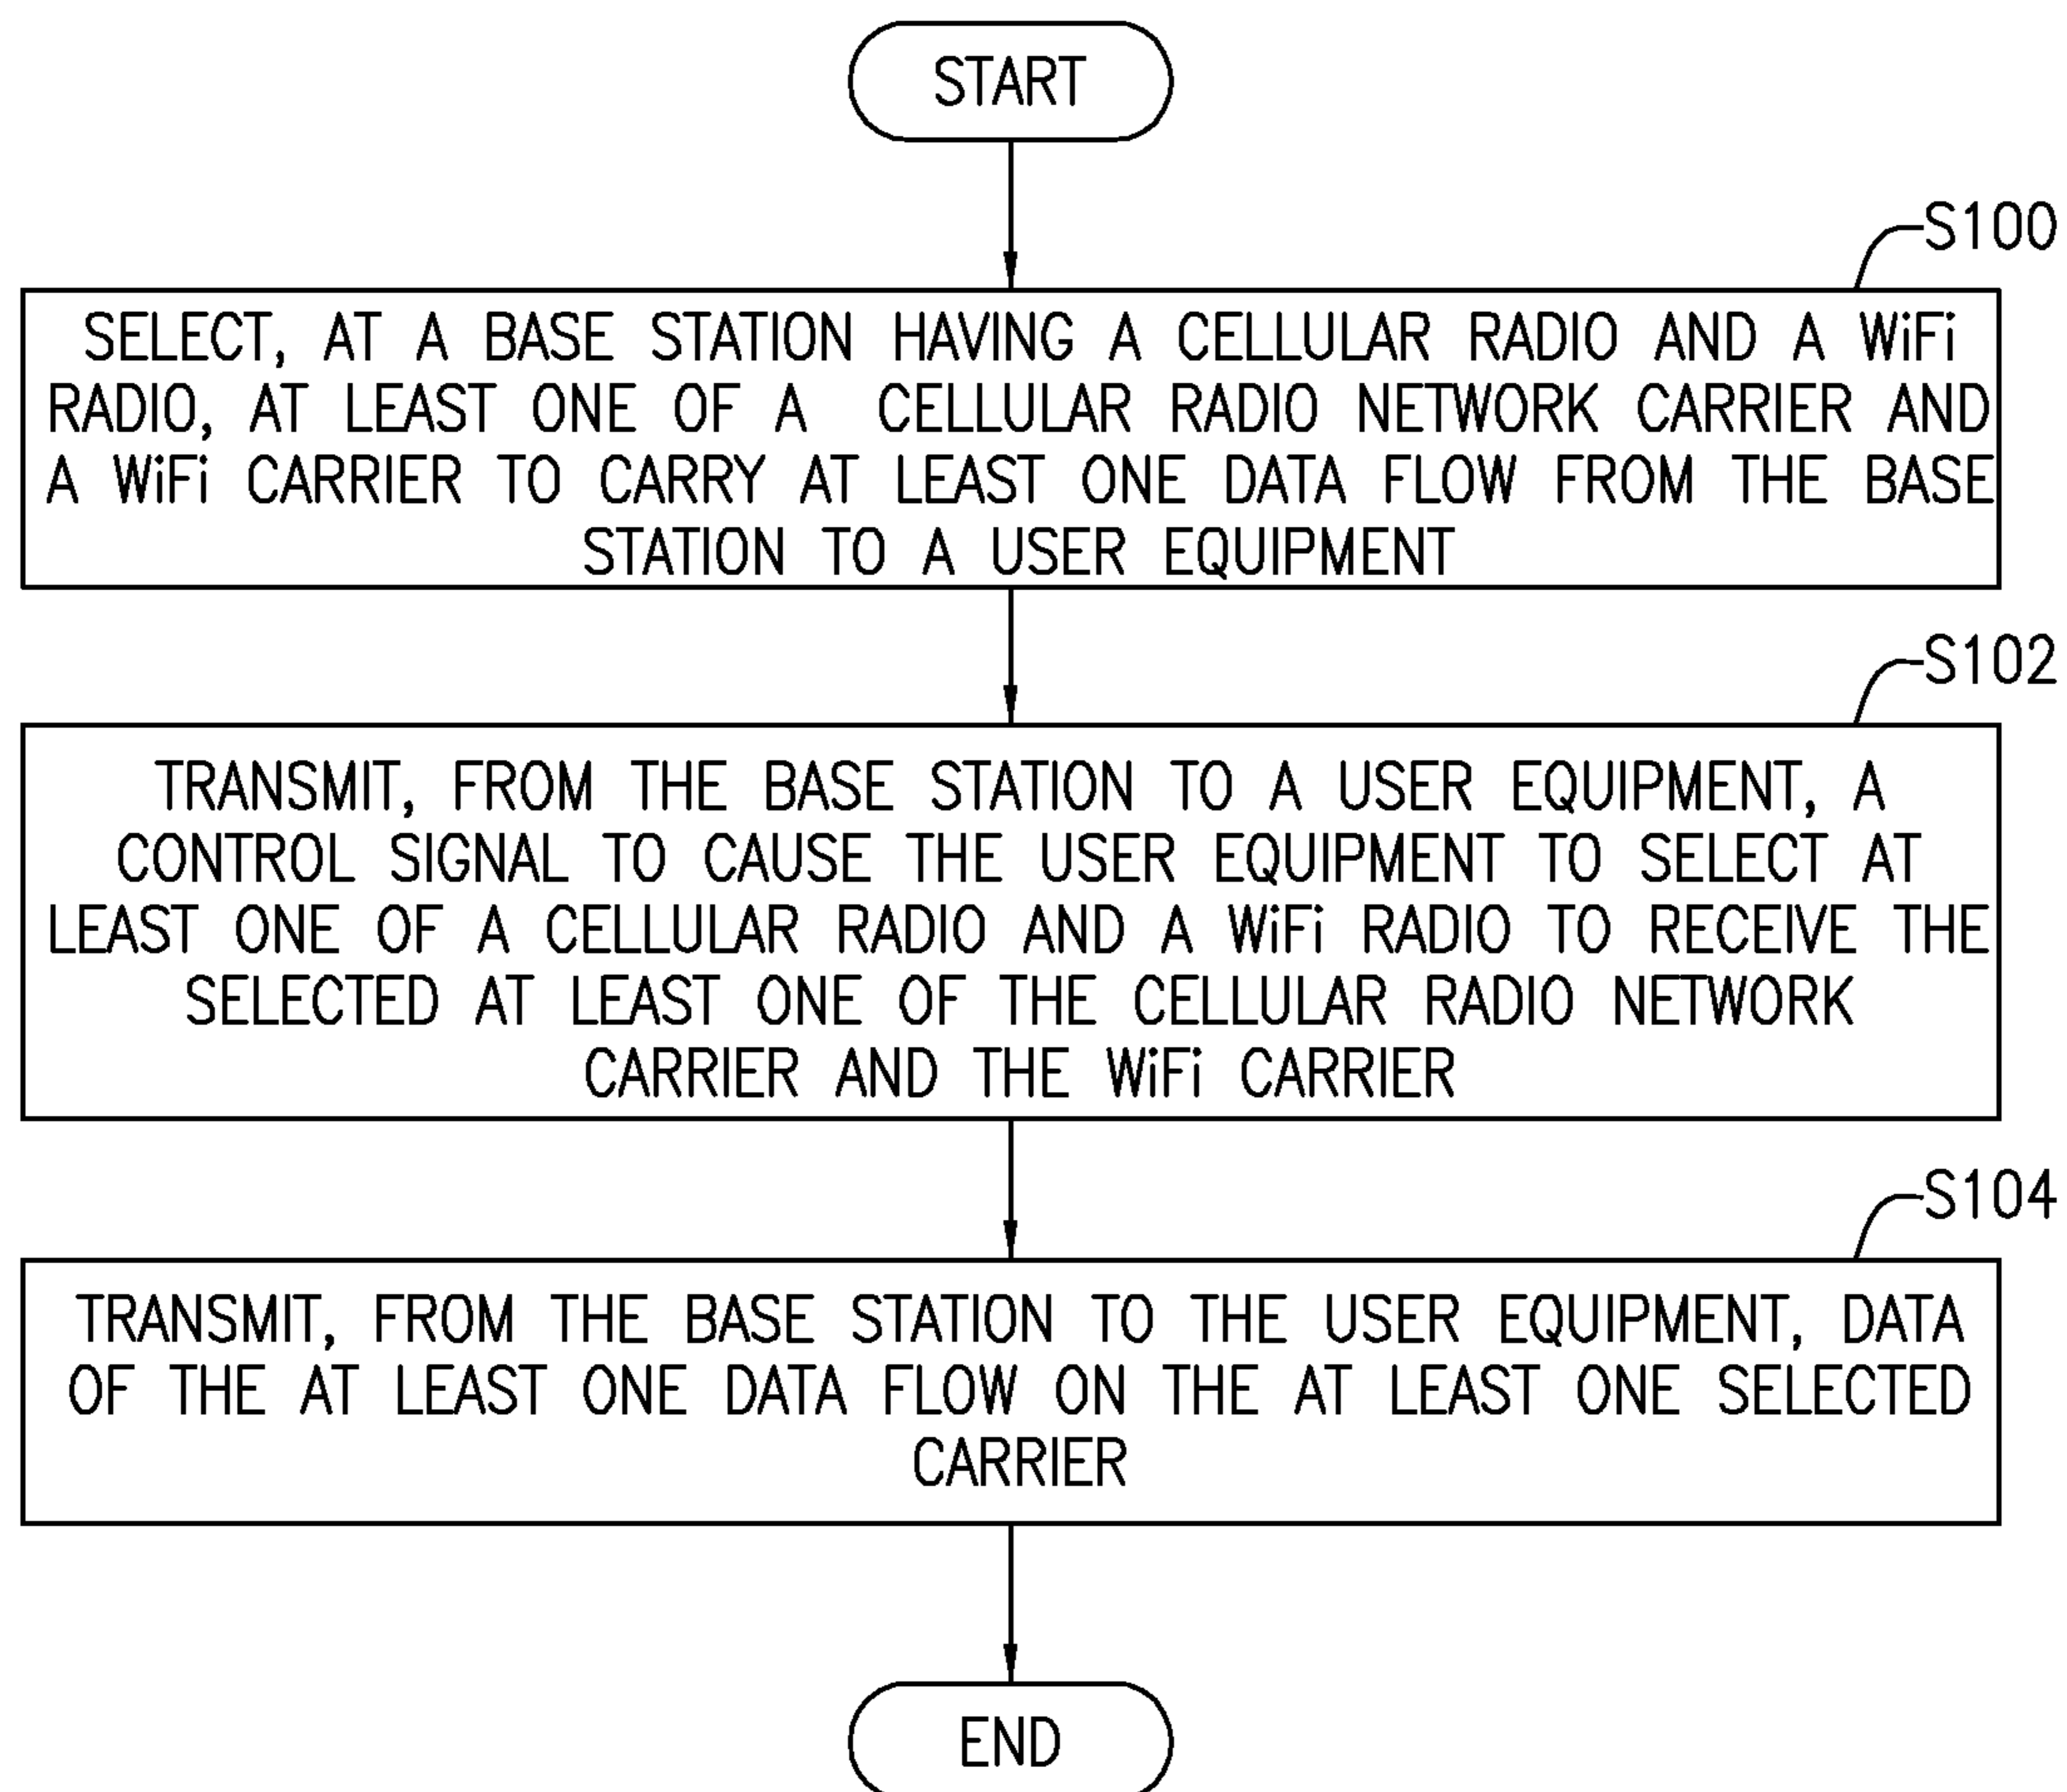 START
S100
SELECT, AT A BASE STATION HAVING A CELLULAR RADIO AND A WiFi
RADIO, AT LEAST ONE OF A CELLULAR RADIO NETWORK CARRIER AND
A WiFi CARRIER TO CARRY AT LEAST ONE DATA FLOW FROM THE BASE
STATION TO A USER EQUIPMENT
S102
TRANSMIT, FROM THE BASE STATION TO A USER EQUIPMENT, A
CONTROL SIGNAL TO CAUSE THE USER EQUIPMENT TO SELECT AT
LEAST ONE OF A CELLULAR RADIO AND A WiFi RADIO TO RECEIVE THE
SELECTED AT LEAST ONE OF THE CELLULAR RADIO NETWORK
CARRIER AND THE WiFi CARRIER
S104
TRANSMIT, FROM THE BASE STATION TO THE USER EQUIPMENT, DATA
OF THE AT LEAST ONE DATA FLOW ON THE AT LEAST ONE SELECTED
CARRIER
END